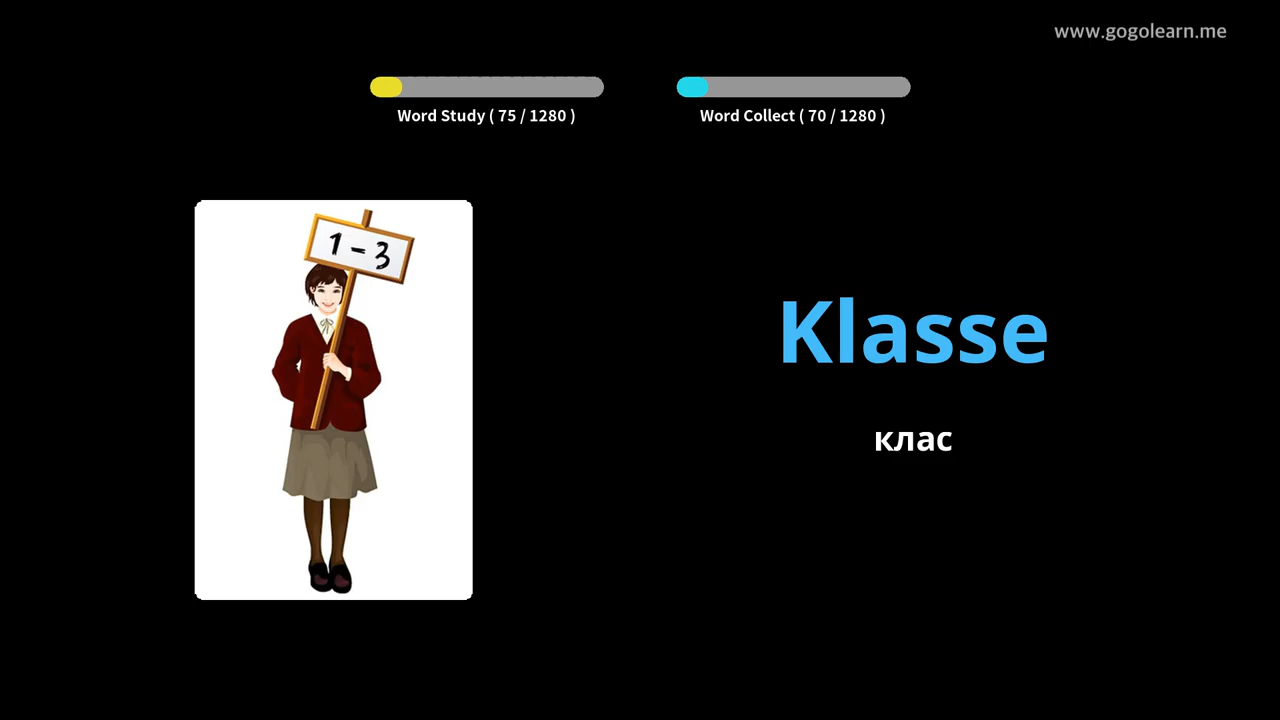 www.gogolearn.me
Word Study ( 75 / 1280 )
Word Collect ( 70 / 1280 )
1 - 3
Klasse
клас